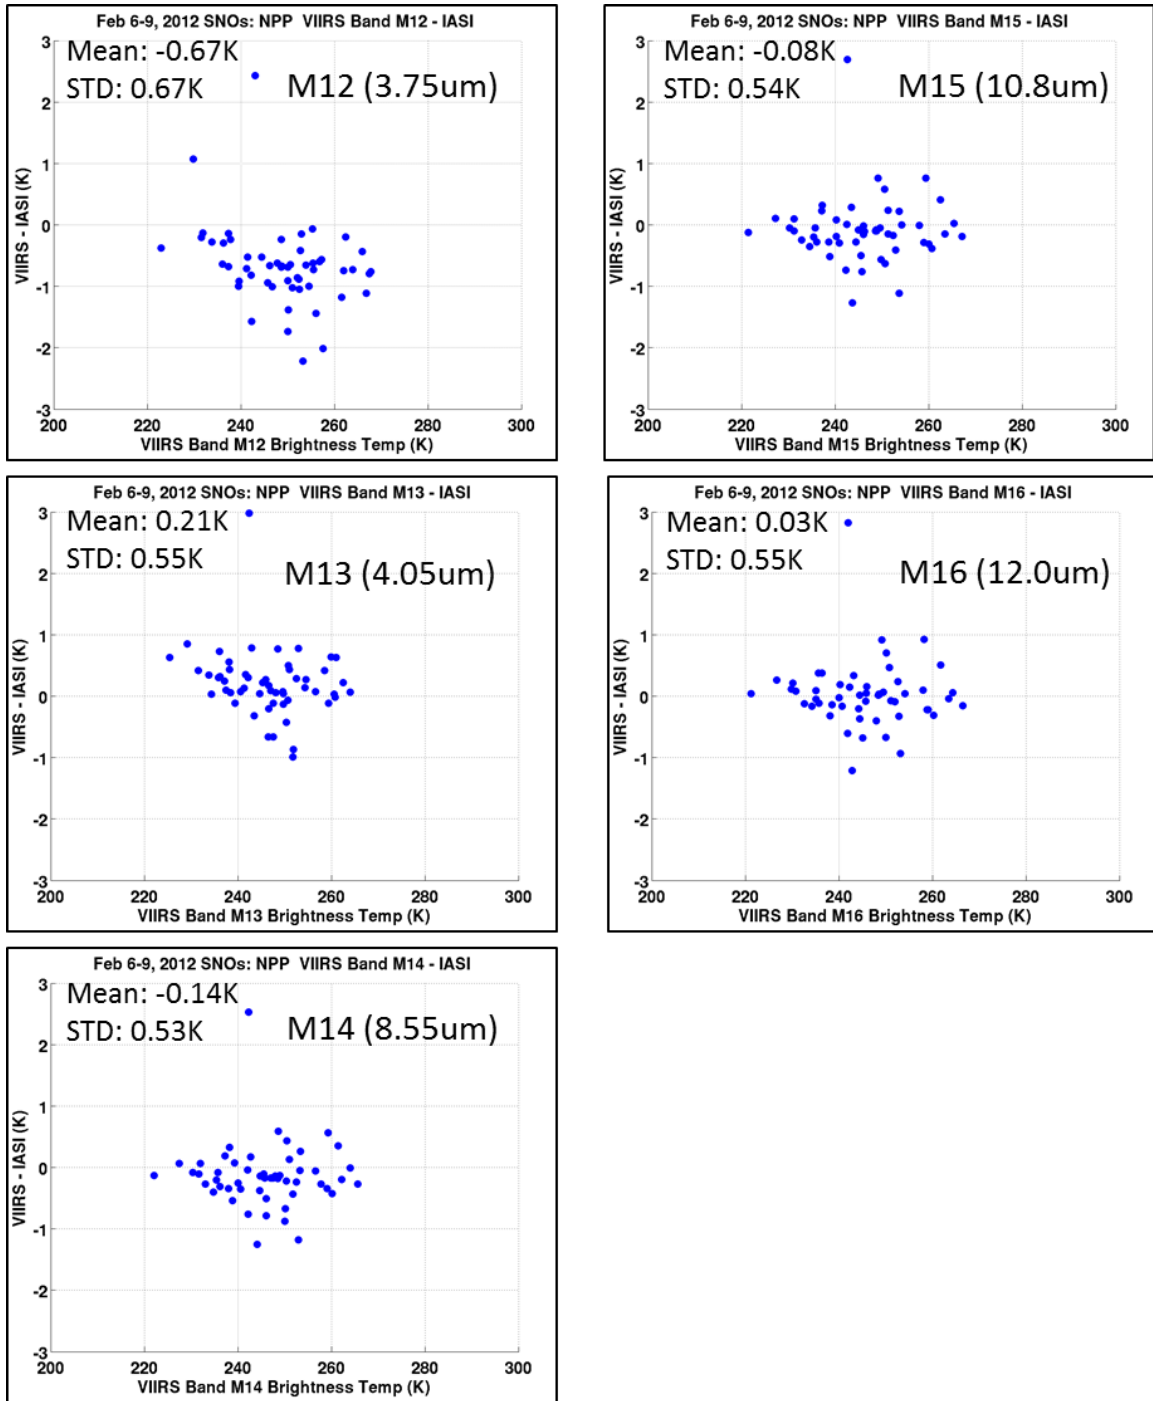 Feb 6-9, 2012 SNOs: NPP VIIRS Band M12 - IASI
Mean: -0.67K
STD: 0.67K
M12 (3.75um)
VIIRS - IASI (K)
3
2
1
0
-1
-2
-3
200 220 240 260 280 300
VIIRS Band M12 Brightness Temp (K)
Feb 6-9, 2012 SNOs: NPP VIIRS Band M15 - IASI
Mean: -0.08K
STD: 0.54K
M15 (10.8um)
VIIRS - IASI (K)
3
2
1
0
-1
-2
-3
200 220 240 260 280 300
VIIRS Band M15 Brightness Temp (K)
Feb 6-9, 2012 SNOs: NPP VIIRS Band M13 - IASI
Mean: 0.21K
STD: 0.55K
M13 (4.05um)
VIIRS - IASI (K)
3
2
1
0
-1
-2
-3
200 220 240 260 280 300
VIIRS Band M13 Brightness Temp (K)
Feb 6-9, 2012 SNOs: NPP VIIRS Band M16 - IASI
Mean: 0.03K
STD: 0.55K
M16 (12.0um)
VIIRS - IASI (K)
3
2
1
0
-1
-2
-3
200 220 240 260 280 300
VIIRS Band M16 Brightness Temp (K)
Feb 6-9, 2012 SNOs: NPP VIIRS Band M14 - IASI
Mean: -0.14K
STD: 0.53K
M14 (8.55um)
VIIRS - IASI (K)
3
2
1
0
-1
-2
-3
200 220 240 260 280 300
VIIRS Band M14 Brightness Temp (K)